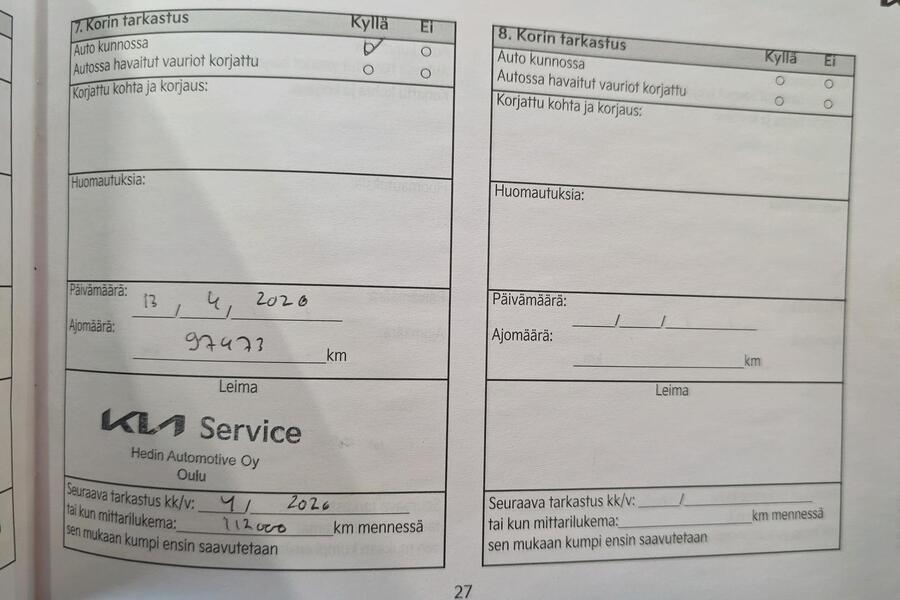 7. Korin tarkastus Kyllä Ei
Auto kunnossa
Autossa havaitut vauriot korjattu
Korjattu kohta ja korjaus:
Huomautuksia:
Päivämäärä: 13 / 4 / 2020
Ajomäärä: 97473 km
Leima
KIA Service
Hedin Automotive Oy
Oulu
Seuraava tarkastus kk/v: 4 / 2026
tai kun mittarilukema: 112000 km mennessä
sen mukaan kumpi ensin saavutetaan
8. Korin tarkastus Kyllä Ei
Auto kunnossa
Autossa havaitut vauriot korjattu
Korjattu kohta ja korjaus:
Huomautuksia:
Päivämäärä: / /
Ajomäärä: km
Leima
Seuraava tarkastus kk/v: /
tai kun mittarilukema: km mennessä
sen mukaan kumpi ensin saavutetaan
27